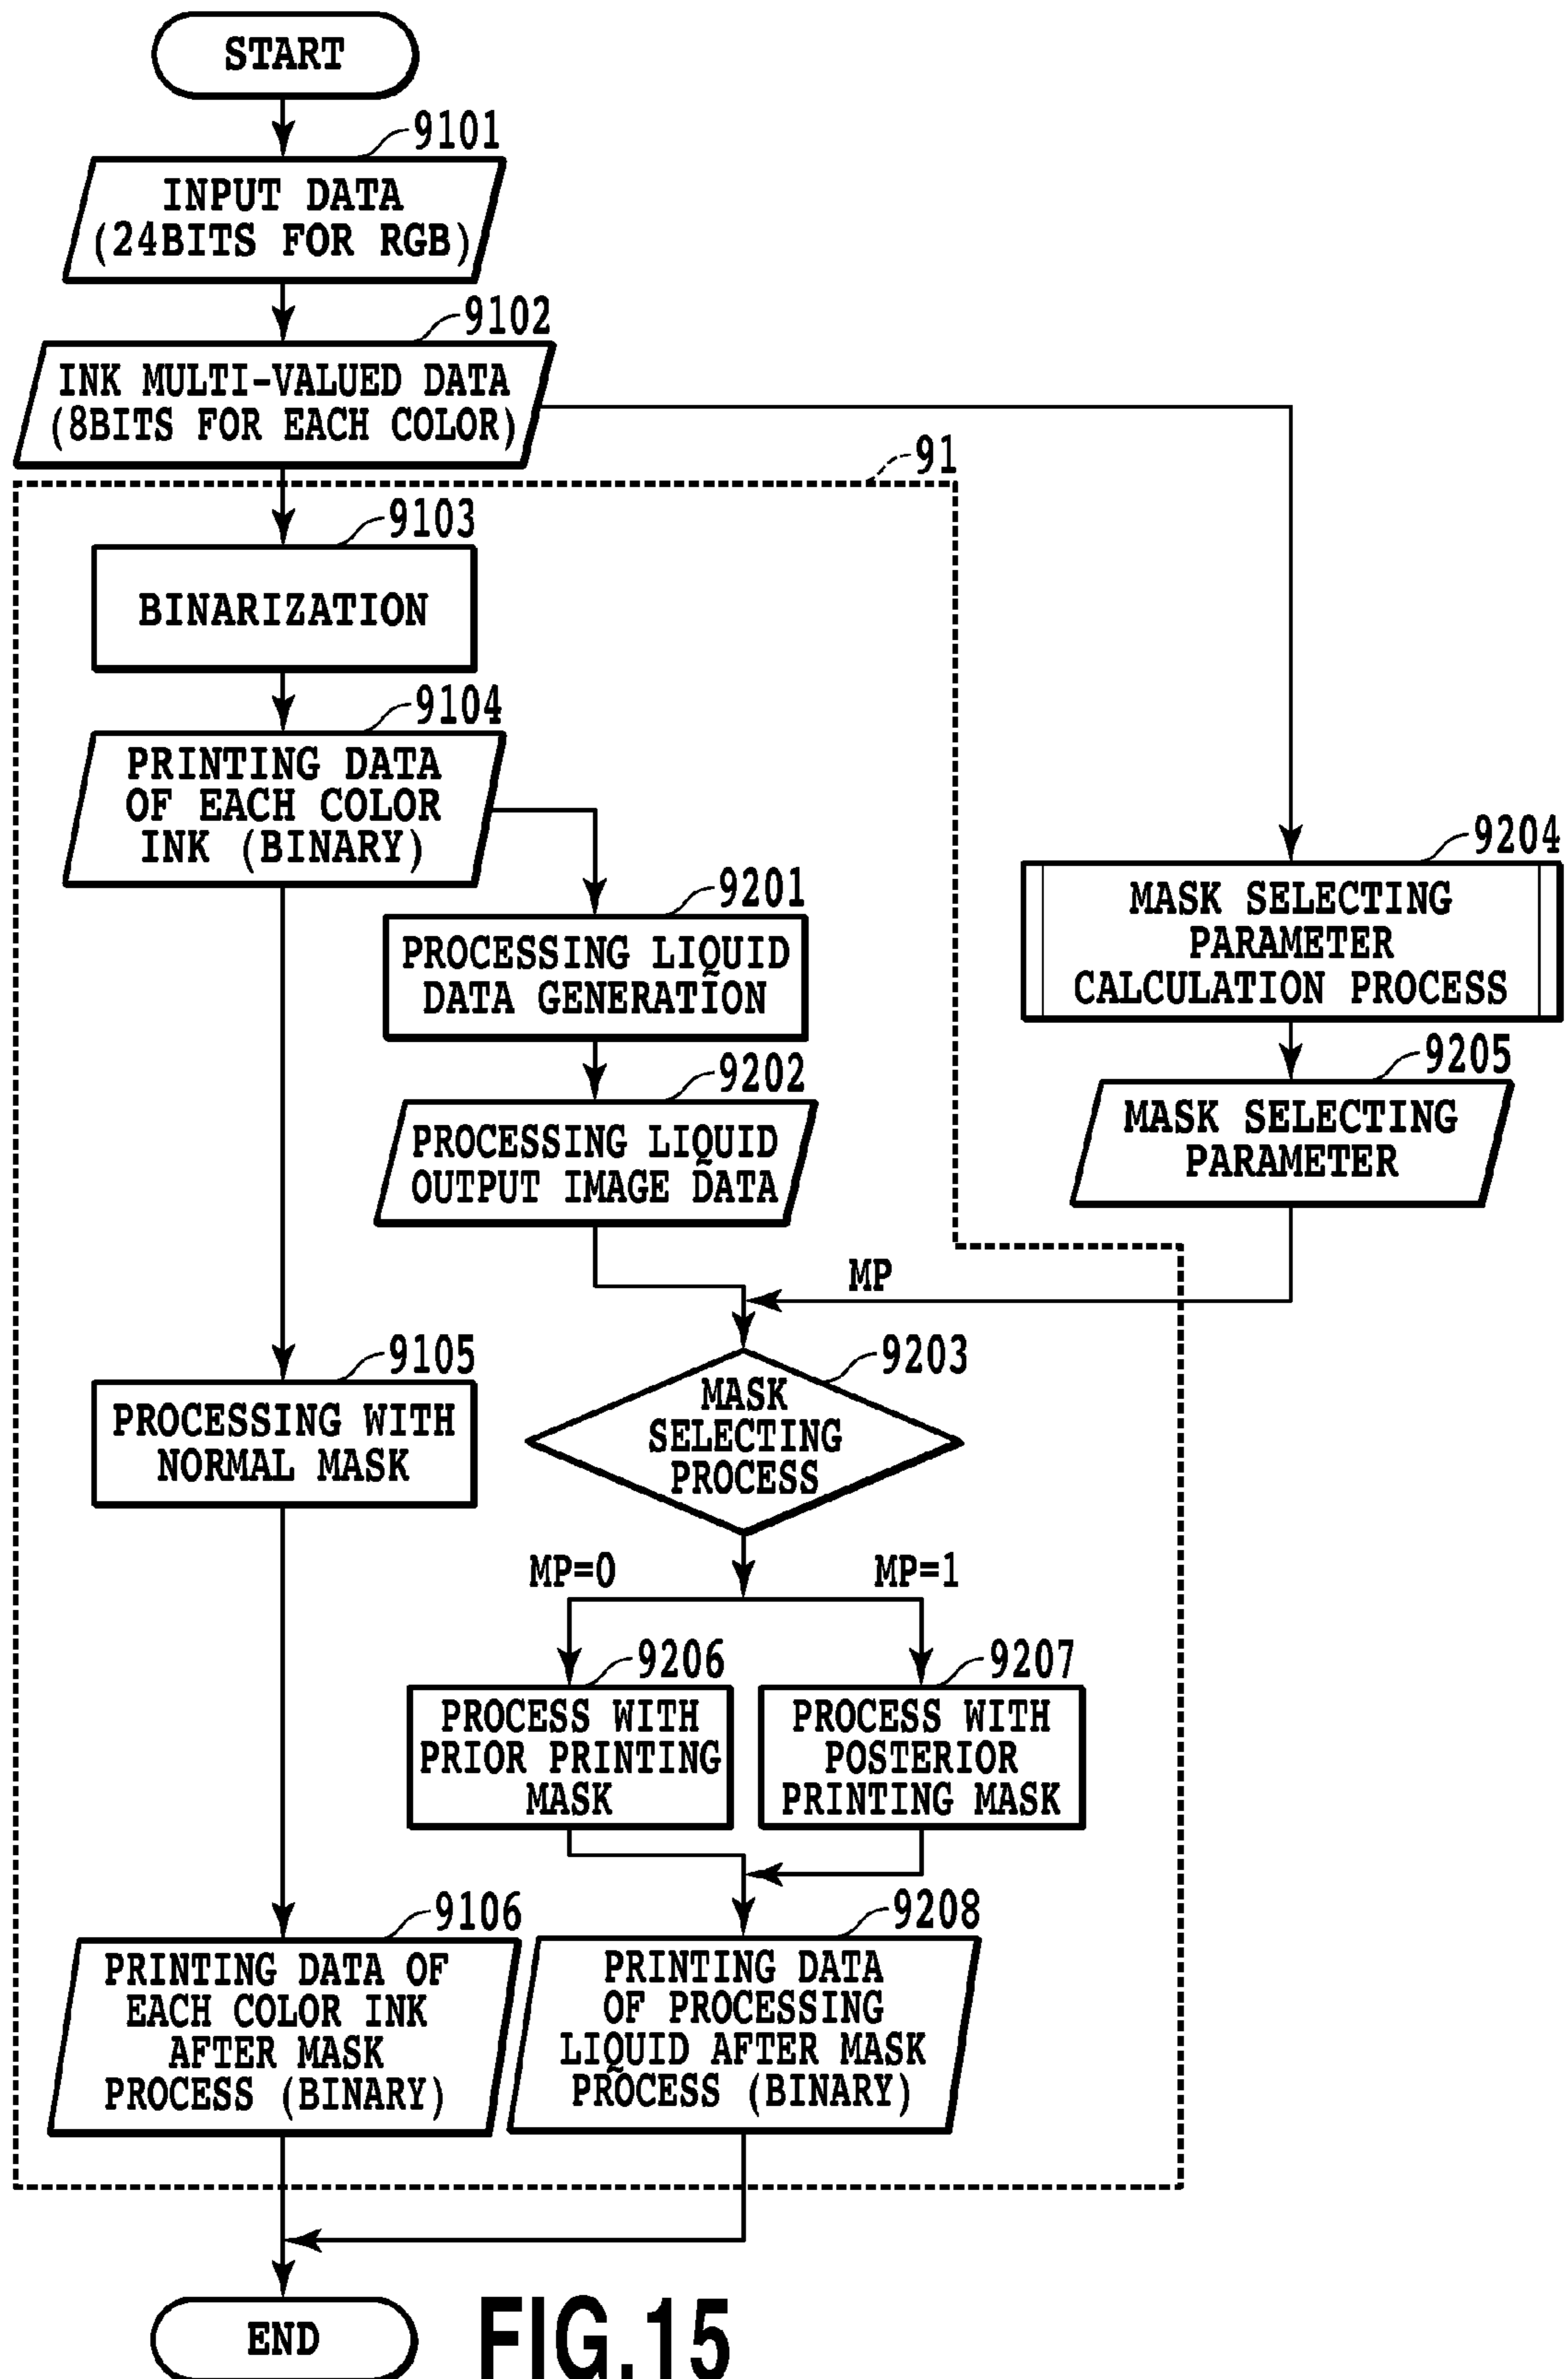 START
9101
INPUT DATA
(24BITS FOR RGB)
9102
INK MULTI-VALUED DATA
(8BITS FOR EACH COLOR)
91
9103
BINARIZATION
9104
PRINTING DATA
OF EACH COLOR
INK (BINARY)
9201
PROCESSING LIQUID
DATA GENERATION
9202
PROCESSING LIQUID
OUTPUT IMAGE DATA
9204
MASK SELECTING
PARAMETER
CALCULATION PROCESS
9205
MASK SELECTING
PARAMETER
MP
9105
PROCESSING WITH
NORMAL MASK
9203
MASK
SELECTING
PROCESS
MP=0
MP=1
9206
PROCESS WITH
PRIOR PRINTING
MASK
9207
PROCESS WITH
POSTERIOR
PRINTING MASK
9106
PRINTING DATA OF
EACH COLOR INK
AFTER MASK
PROCESS (BINARY)
9208
PRINTING DATA
OF PROCESSING
LIQUID AFTER MASK
PROCESS (BINARY)
END
FIG.15